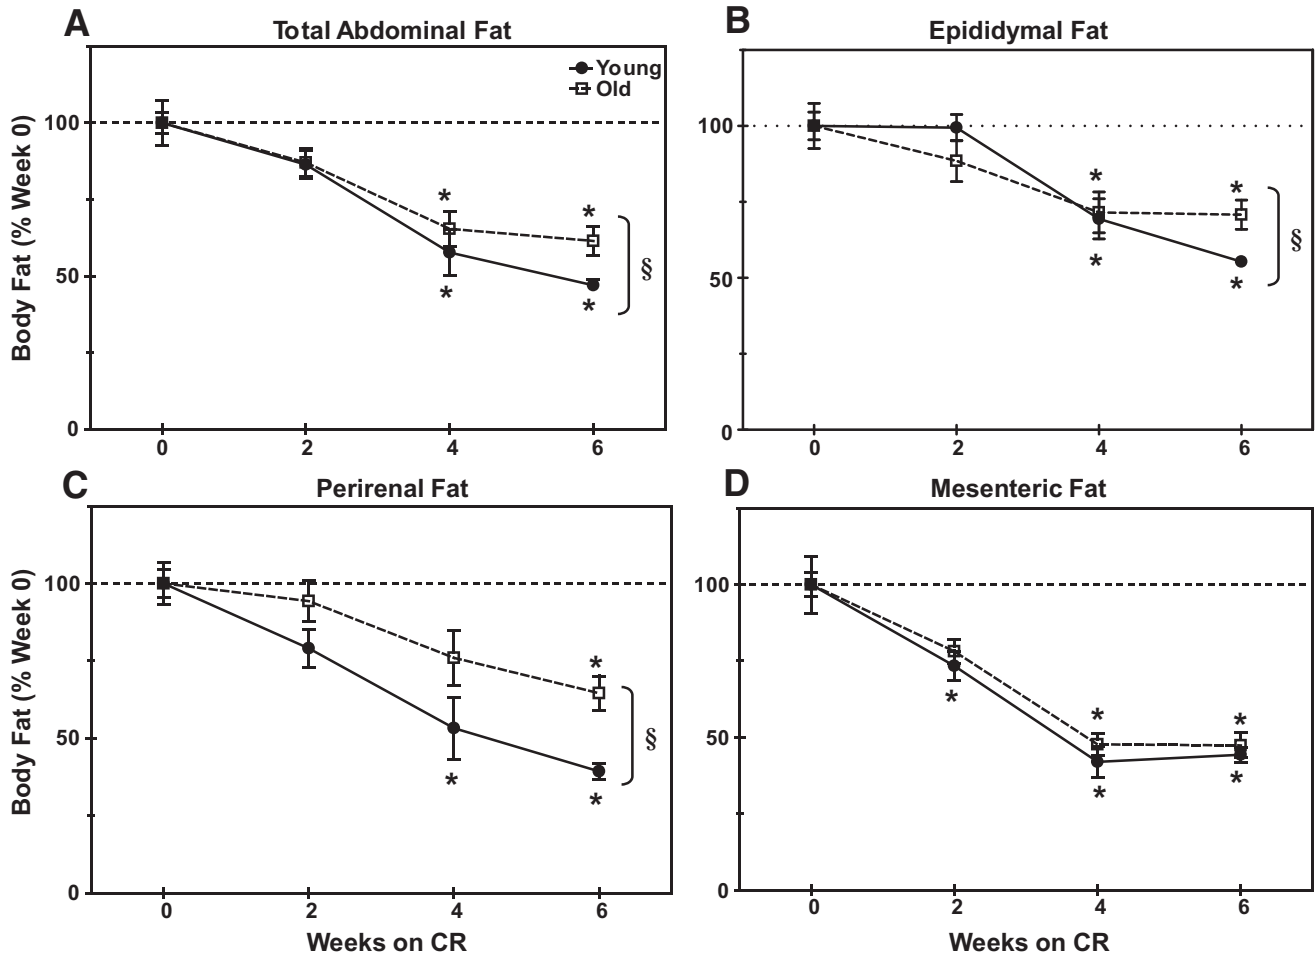 A
Total Abdominal Fat
Young
Old
Body Fat (% Week 0)
100
50
0
* * * *
§
0 2 4 6
B
Epididymal Fat
100
50
0
* * * *
§
0 2 4 6
C
Perirenal Fat
Body Fat (% Week 0)
100
50
0
* * *
§
0 2 4 6
Weeks on CR
D
Mesenteric Fat
100
50
0
* * * * *
0 2 4 6
Weeks on CR